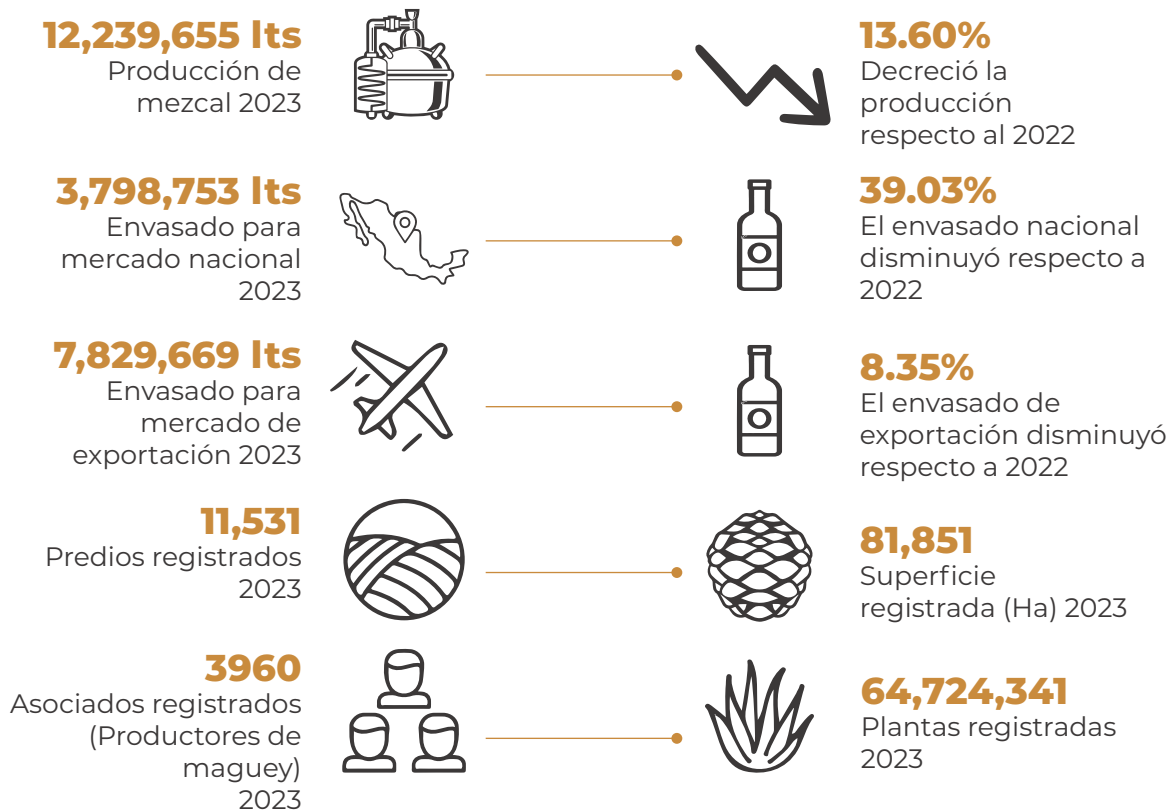 12,239,655 lts
Producción de
mezcal 2023
13.60%
Decreció la
producción
respecto al 2022
3,798,753 lts
Envasado para
mercado nacional
2023
39.03%
El envasado nacional
disminuyó respecto a
2022
7,829,669 lts
Envasado para
mercado de
exportación 2023
8.35%
El envasado de
exportación disminuyó
respecto a 2022
11,531
Predios registrados
2023
81,851
Superficie
registrada (Ha) 2023
3960
Asociados registrados
(Productores de
maguey)
2023
64,724,341
Plantas registradas
2023